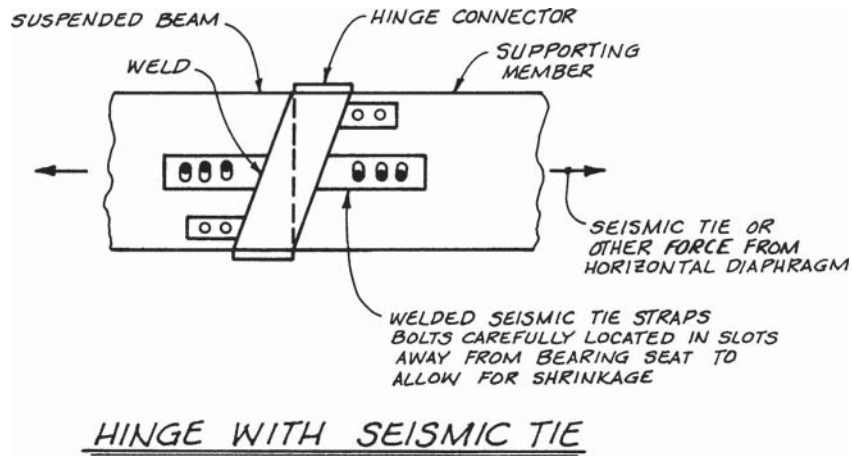 SUSPENDED BEAM
HINGE CONNECTOR
WELD
SUPPORTING
MEMBER
SEISMIC TIE OR
OTHER FORCE FROM
HORIZONTAL DIAPHRAGM
WELDED SEISMIC TIE STRAPS
BOLTS CAREFULLY LOCATED IN SLOTS
AWAY FROM BEARING SEAT TO
ALLOW FOR SHRINKAGE
HINGE WITH SEISMIC TIE